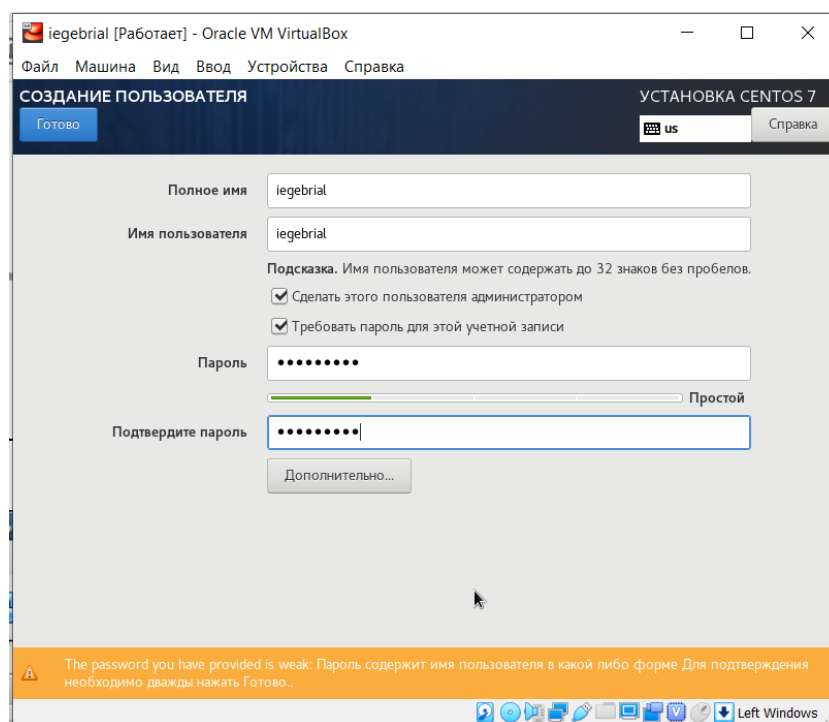 iegebrial [Работает] - Oracle VM VirtualBox
Файл Машина Вид Ввод Устройства Справка
СОЗДАНИЕ ПОЛЬЗОВАТЕЛЯ
УСТАНОВКА CENTOS 7
Готово
us
Справка
Полное имя
iegebrial
Имя пользователя
iegebrial
Подсказка. Имя пользователя может содержать до 32 знаков без пробелов.
Сделать этого пользователя администратором
Требовать пароль для этой учетной записи
Пароль
•••••••••
Простой
Подтвердите пароль
•••••••••
Дополнительно...
The password you have provided is weak: Пароль содержит имя пользователя в какой либо форме Для подтверждения
необходимо дважды нажать Готово..
Left Windows